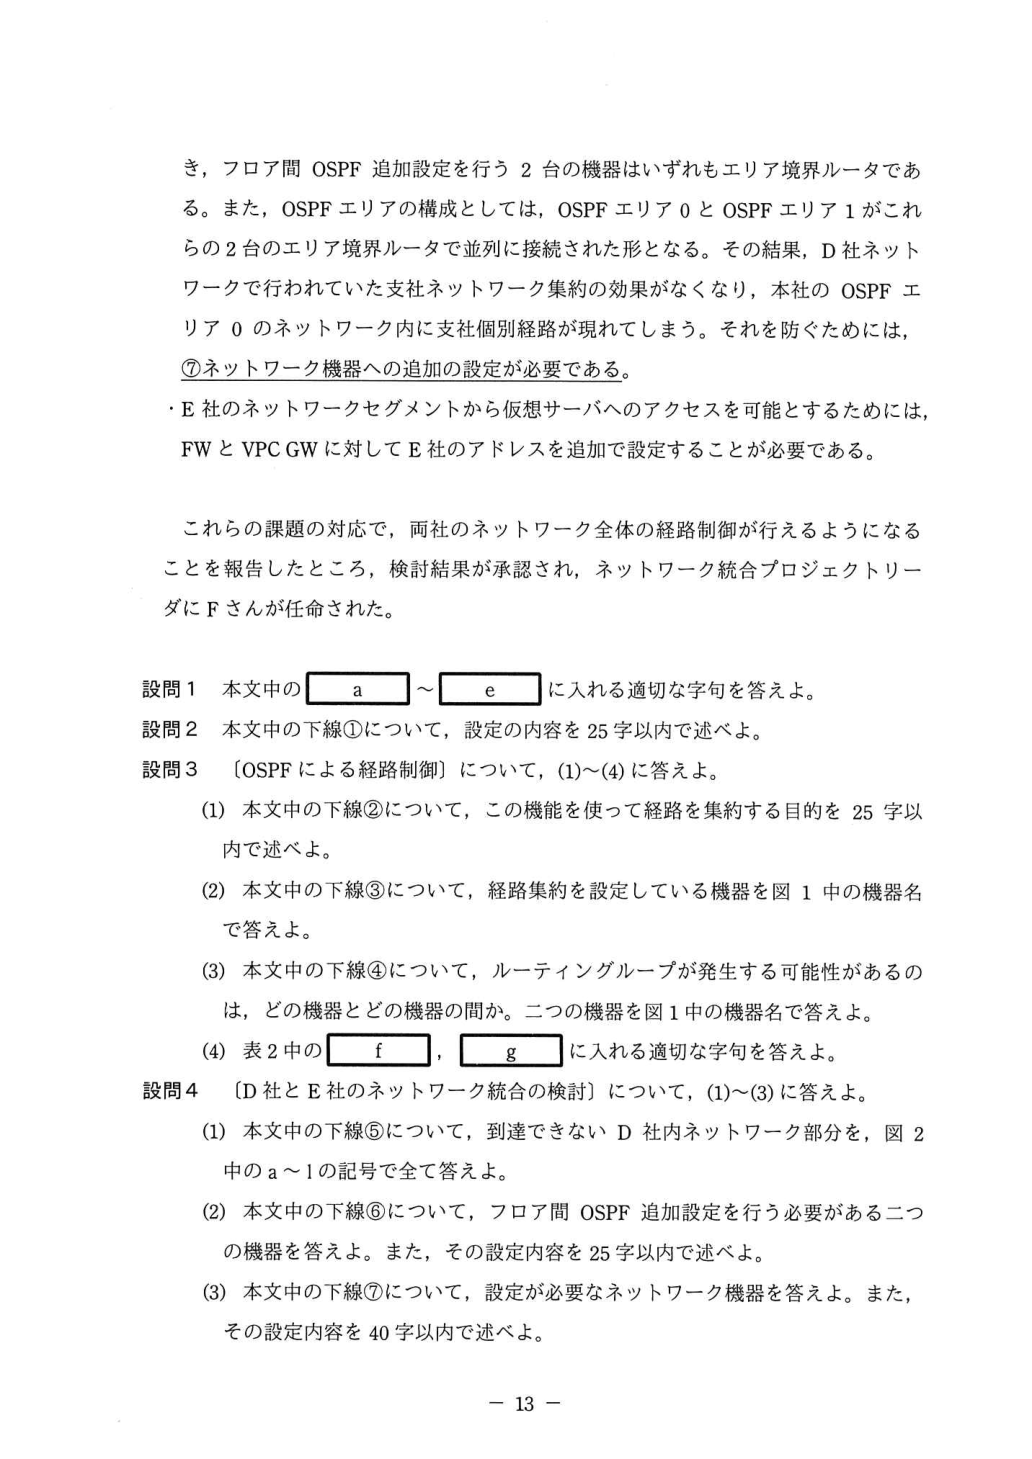 き，フロア間 OSPF 追加設定を行う 2 台の機器はいずれもエリア境界ルータであ
る。また，OSPF エリアの構成としては，OSPF エリア 0 と OSPF エリア 1 がこれ
らの 2 台のエリア境界ルータで並列に接続された形となる。その結果，D 社ネット
ワークで行われていた支社ネットワーク集約の効果がなくなり，本社の OSPF エ
リア 0 のネットワーク内に支社個別経路が現れてしまう。それを防ぐためには，
⑦ネットワーク機器への追加の設定が必要である。
・E 社のネットワークセグメントから仮想サーバへのアクセスを可能とするためには，
FW と VPC GW に対して E 社のアドレスを追加で設定することが必要である。
これらの課題の対応で，両社のネットワーク全体の経路制御が行えるようになる
ことを報告したところ，検討結果が承認され，ネットワーク統合プロジェクトリー
ダに F さんが任命された。
設問1 本文中の a ～ e に入れる適切な字句を答えよ。
設問2 本文中の下線①について，設定の内容を 25 字以内で述べよ。
設問3 〔OSPF による経路制御〕について，(1)～(4) に答えよ。
(1) 本文中の下線②について，この機能を使って経路を集約する目的を 25 字以
内で述べよ。
(2) 本文中の下線③について，経路集約を設定している機器を図 1 中の機器名
で答えよ。
(3) 本文中の下線④について，ルーティングループが発生する可能性があるの
は，どの機器とどの機器の間か。二つの機器を図 1 中の機器名で答えよ。
(4) 表 2 中の f ， g に入れる適切な字句を答えよ。
設問4 〔D 社と E 社のネットワーク統合の検討〕について，(1)～(3) に答えよ。
(1) 本文中の下線⑤について，到達できない D 社内ネットワーク部分を，図 2
中の a～l の記号で全て答えよ。
(2) 本文中の下線⑥について，フロア間 OSPF 追加設定を行う必要がある二つ
の機器を答えよ。また，その設定内容を 25 字以内で述べよ。
(3) 本文中の下線⑦について，設定が必要なネットワーク機器を答えよ。また，
その設定内容を 40 字以内で述べよ。
－ 13 －